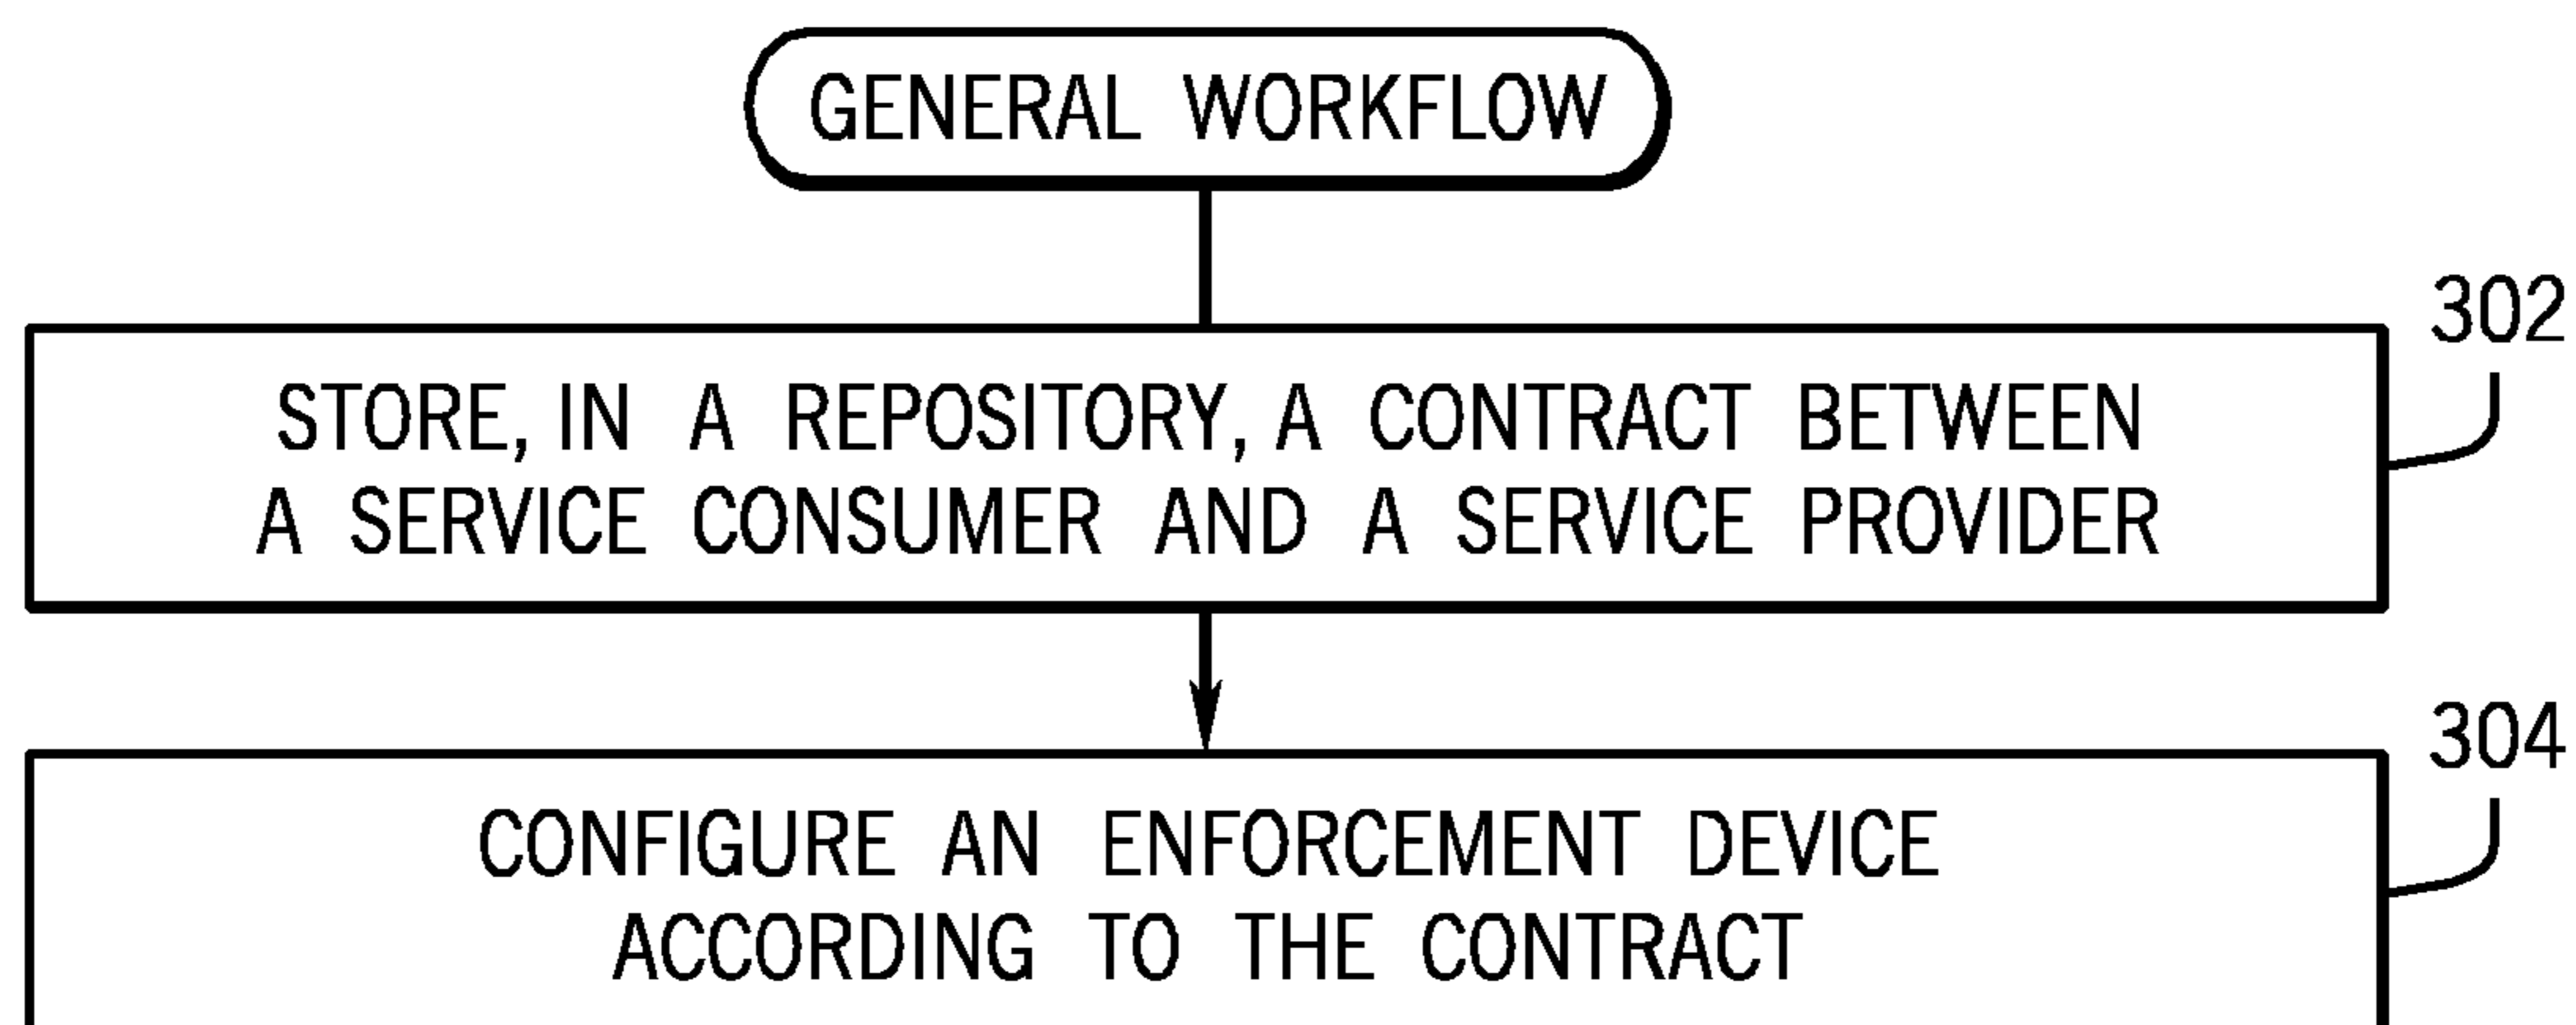 GENERAL WORKFLOW
302
STORE, IN A REPOSITORY, A CONTRACT BETWEEN
A SERVICE CONSUMER AND A SERVICE PROVIDER
304
CONFIGURE AN ENFORCEMENT DEVICE
ACCORDING TO THE CONTRACT